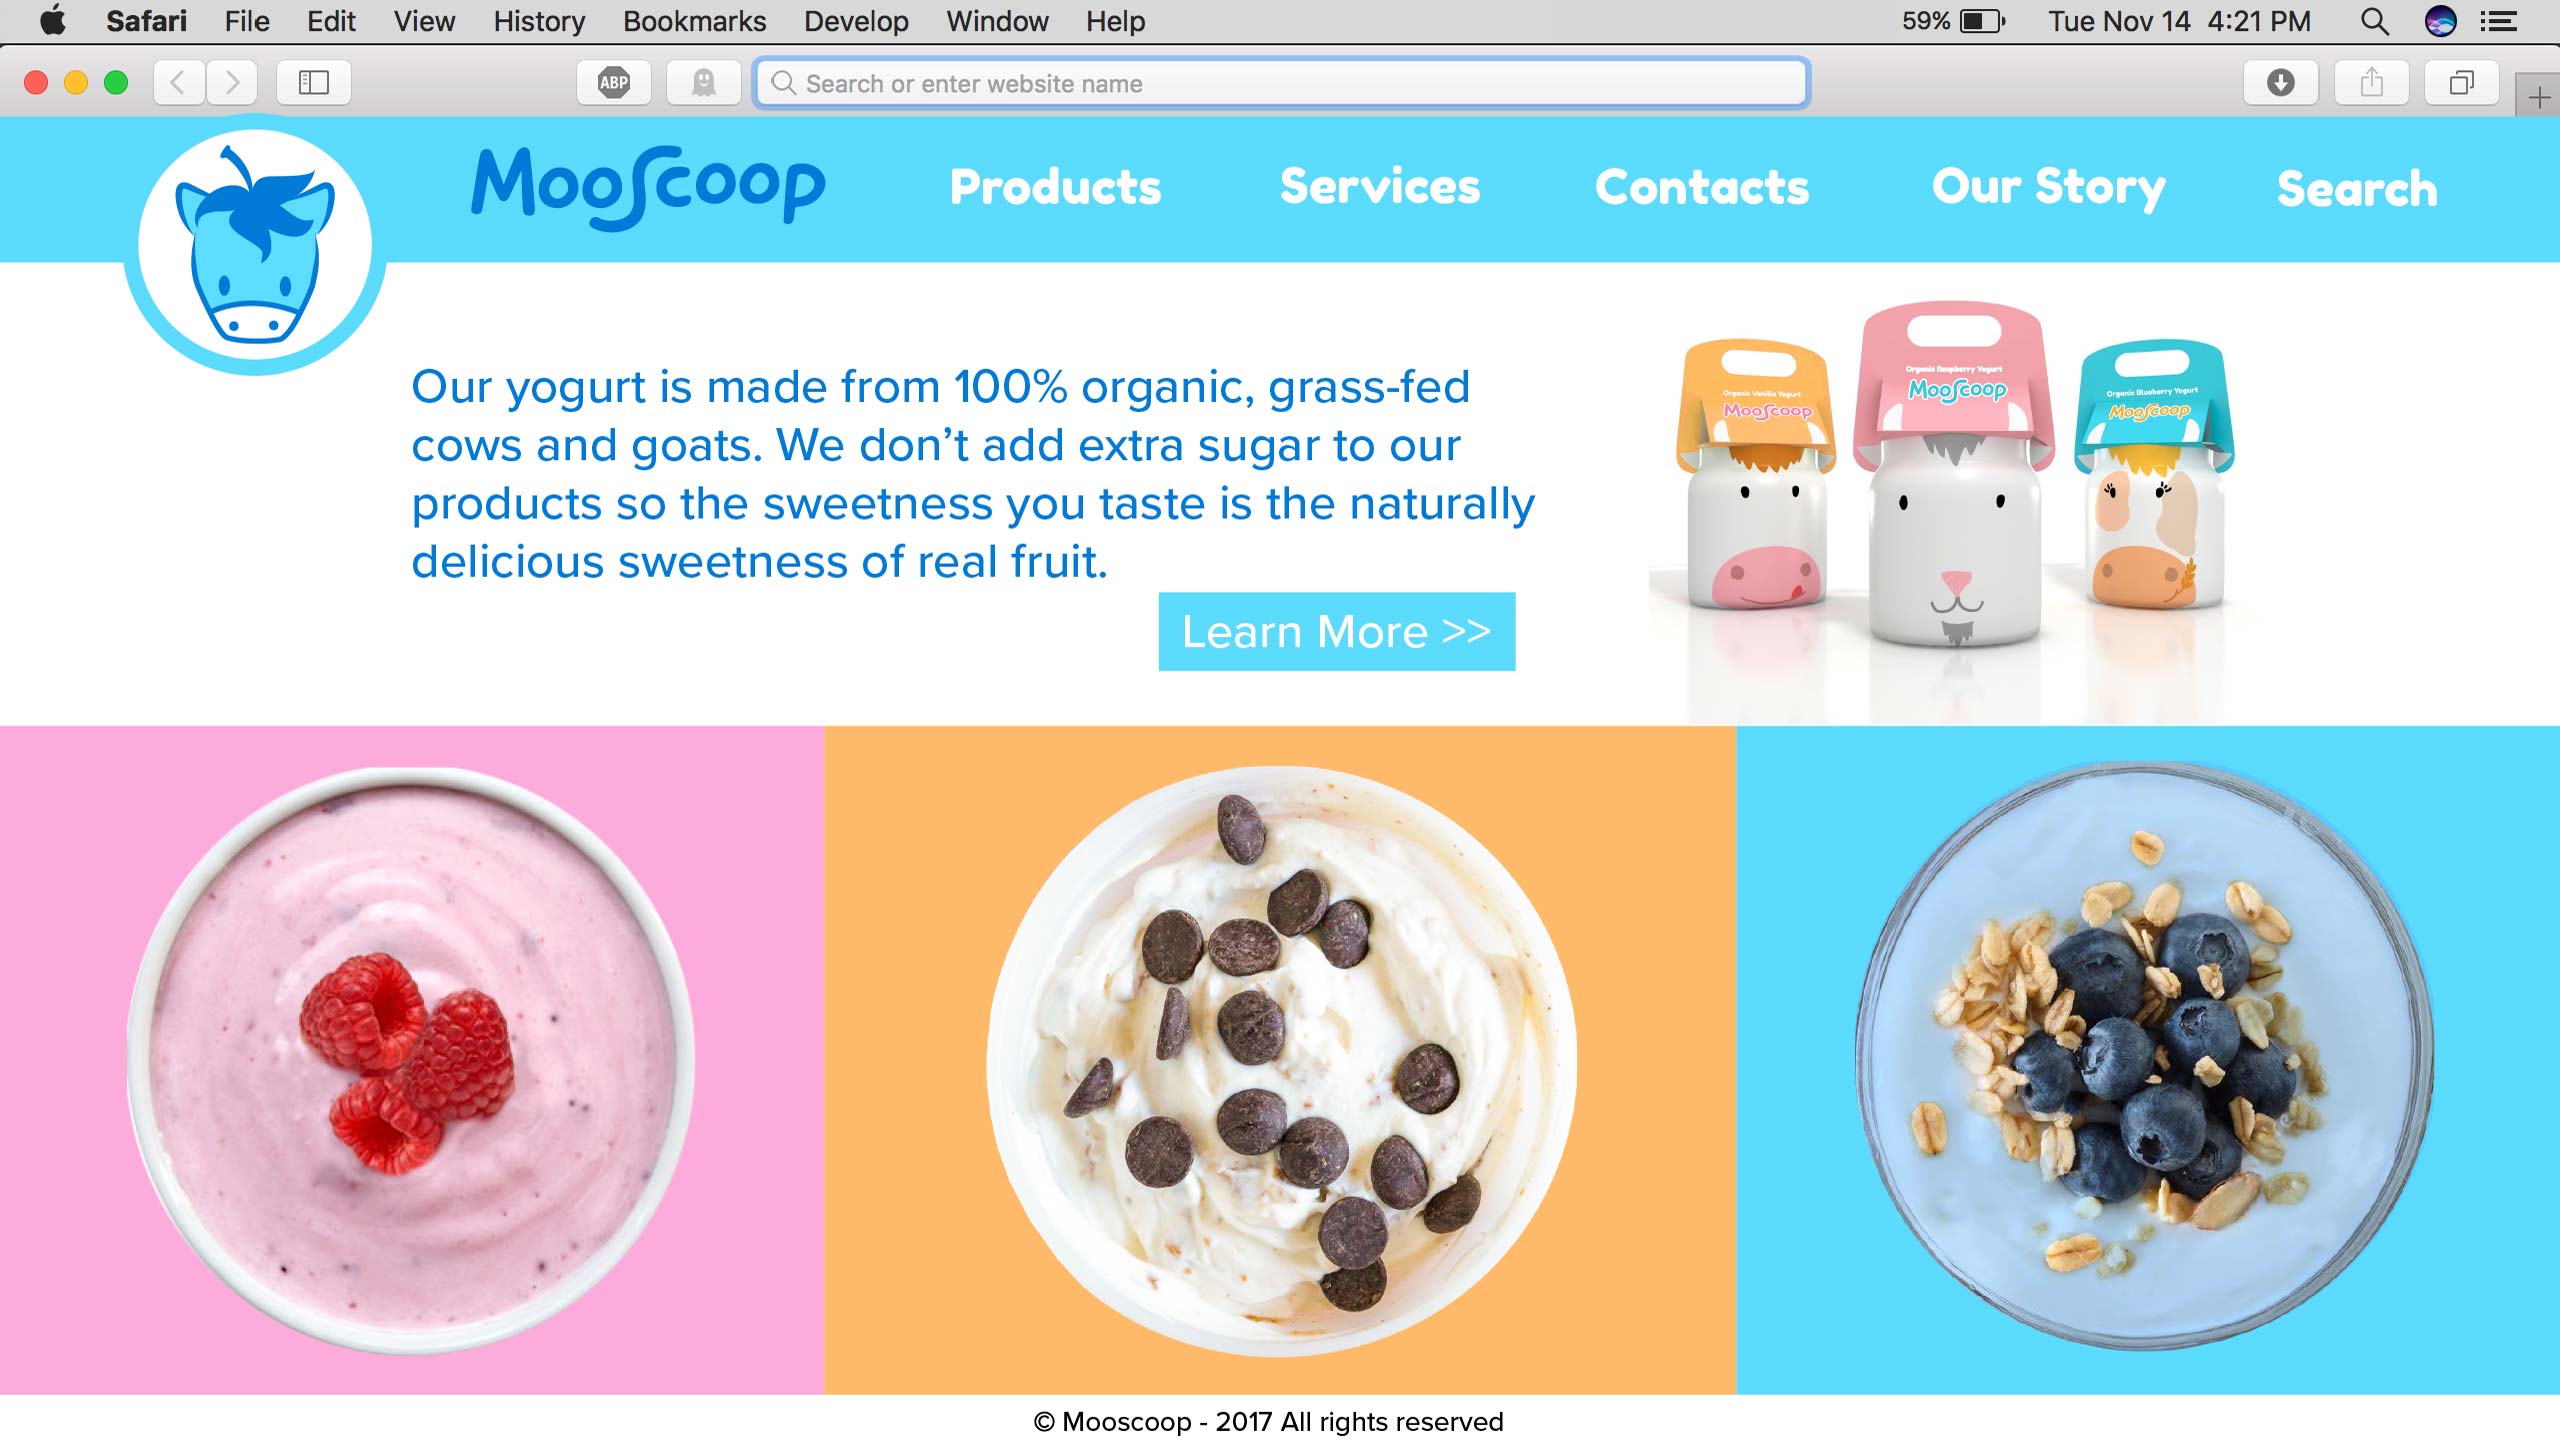 Safari File Edit View History Bookmarks Develop Window Help 59% Tue Nov 14 4:21 PM
ABP Search or enter website name
MooScoop Products Services Contacts Our Story Search
Our yogurt is made from 100% organic, grass-fed
cows and goats. We don't add extra sugar to our
products so the sweetness you taste is the naturally
delicious sweetness of real fruit.
Learn More >>
Organic Vanilla Yogurt
MooScoop
Organic Raspberry Yogurt
MooScoop
Organic Blueberry Yogurt
MooScoop
© Mooscoop - 2017 All rights reserved